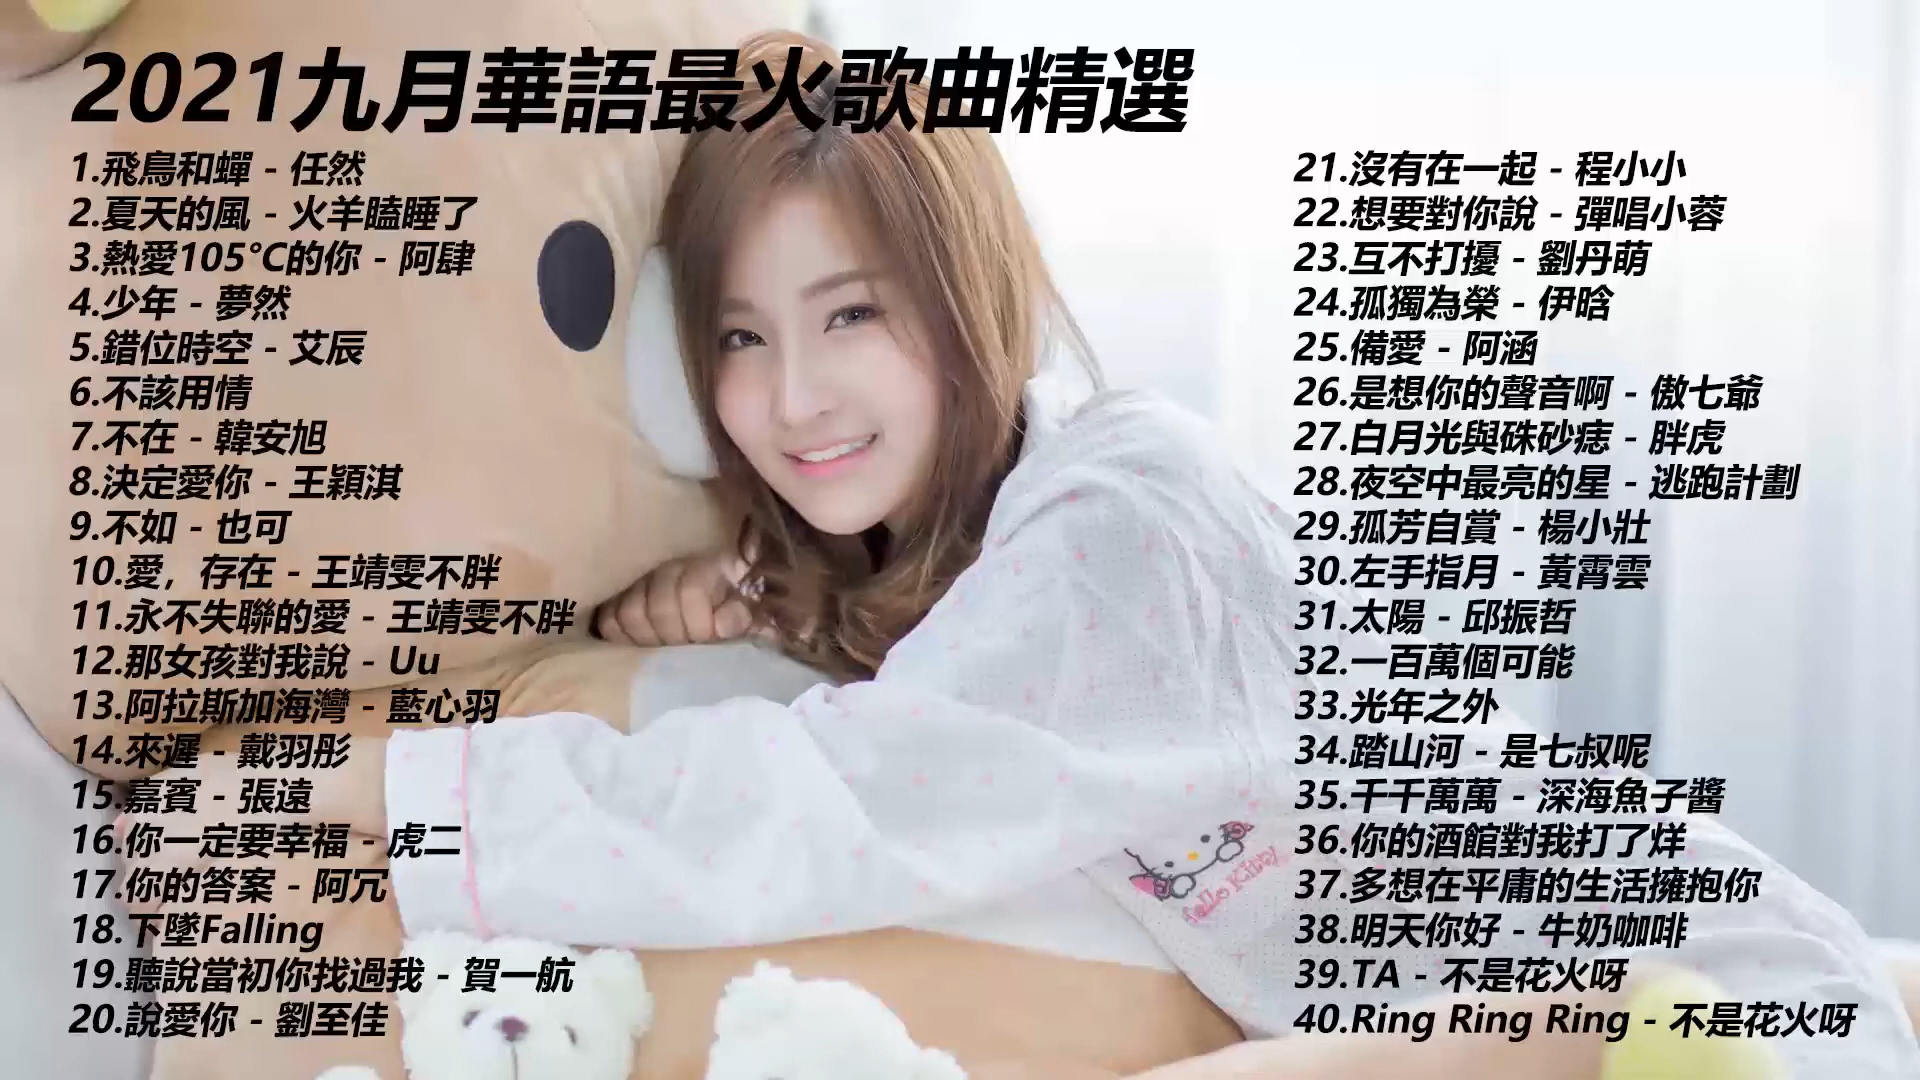 2021九月華語最火歌曲精選
1.飛鳥和蟬 - 任然
2.夏天的風 - 火羊瞌睡了
3.熱愛105°C的你 - 阿肆
4.少年 - 夢然
5.錯位時空 - 艾辰
6.不該用情
7.不在 - 韓安旭
8.決定愛你 - 王穎淇
9.不如 - 也可
10.愛，存在 - 王靖雯不胖
11.永不失聯的愛 - 王靖雯不胖
12.那女孩對我說 - Uu
13.阿拉斯加海灣 - 藍心羽
14.來遲 - 戴羽彤
15.嘉賓 - 張遠
16.你一定要幸福 - 虎二
17.你的答案 - 阿冗
18.下墜Falling
19.聽說當初你找過我 - 賀一航
20.說愛你 - 劉至佳
21.沒有在一起 - 程小小
22.想要對你說 - 彈唱小蓉
23.互不打擾 - 劉丹萌
24.孤獨為榮 - 伊晗
25.備愛 - 阿涵
26.是想你的聲音啊 - 傲七爺
27.白月光與硃砂痣 - 胖虎
28.夜空中最亮的星 - 逃跑計劃
29.孤芳自賞 - 楊小壯
30.左手指月 - 黃霄雲
31.太陽 - 邱振哲
32.一百萬個可能
33.光年之外
34.踏山河 - 是七叔呢
35.千千萬萬 - 深海魚子醬
36.你的酒館對我打了烊
37.多想在平庸的生活擁抱你
38.明天你好 - 牛奶咖啡
39.TA - 不是花火呀
40.Ring Ring Ring - 不是花火呀
Hello Kitty